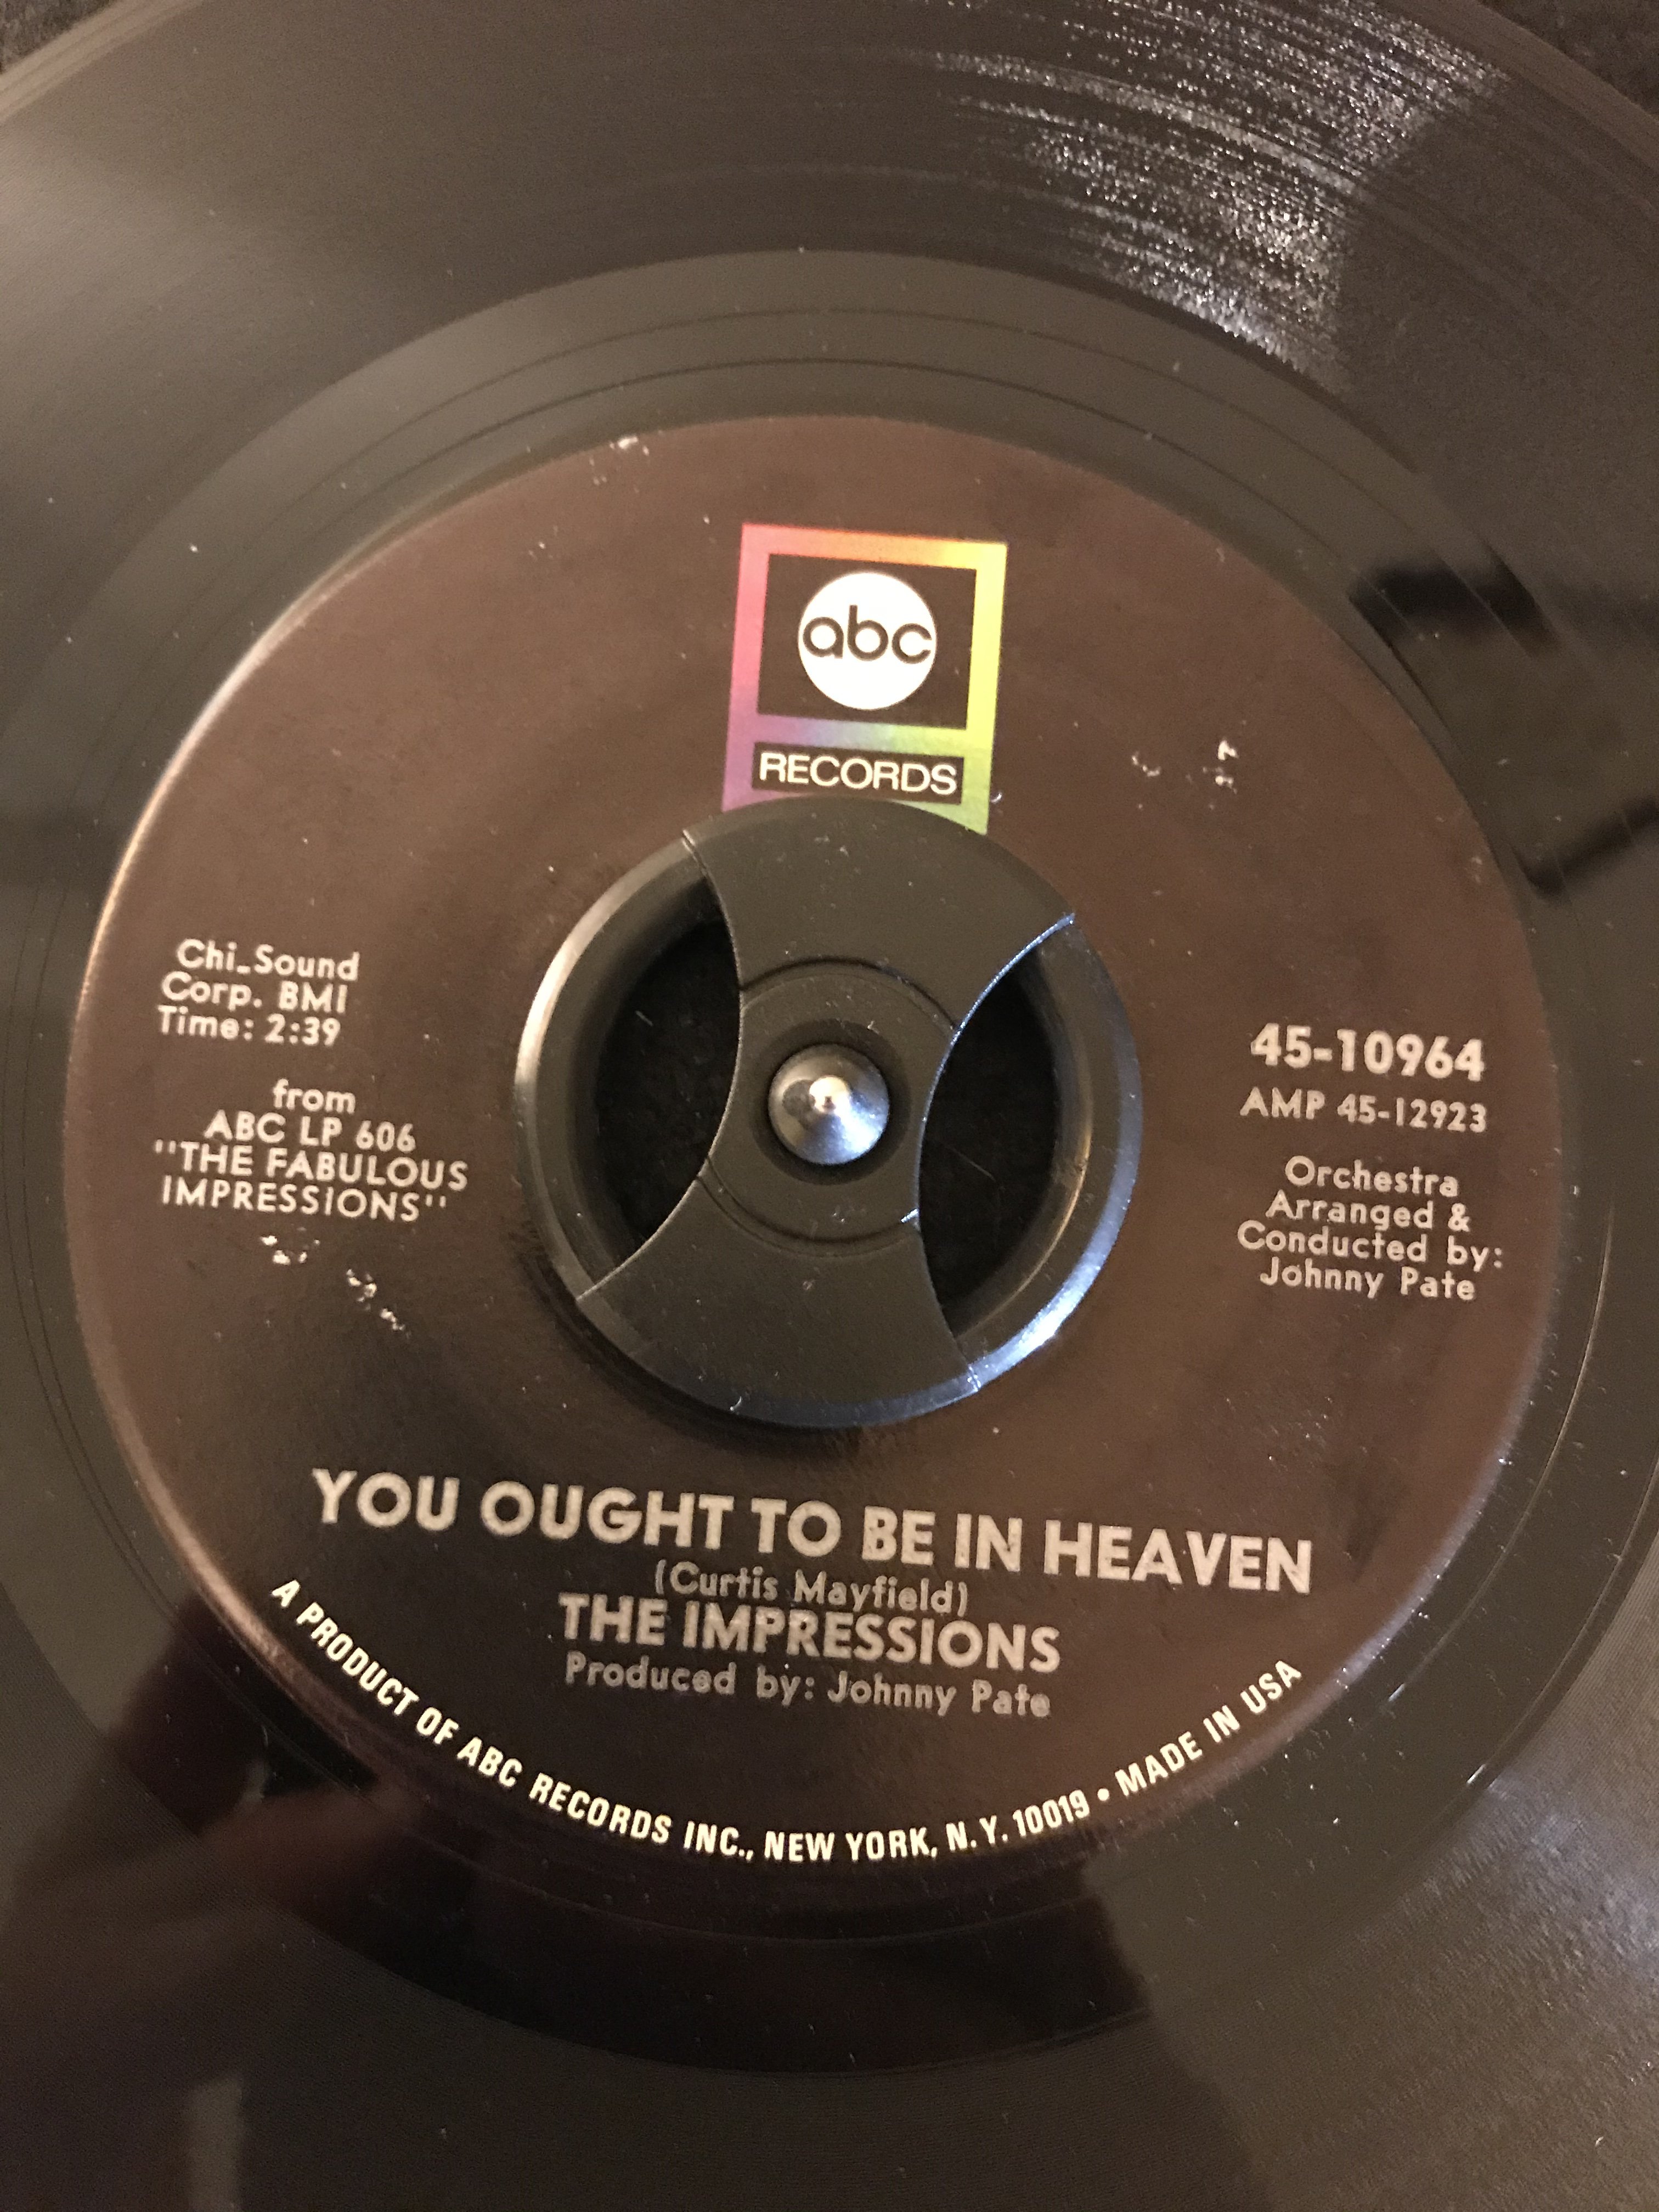 abc
RECORDS
Chi-Sound
Corp. BMI
Time: 2:39
from
ABC LP 606
"THE FABULOUS
IMPRESSIONS"
45-10964
AMP 45-12923
Orchestra
Arranged &
Conducted by:
Johnny Pate
YOU OUGHT TO BE IN HEAVEN
(Curtis Mayfield)
THE IMPRESSIONS
Produced by: Johnny Pate
A PRODUCT OF ABC RECORDS INC., NEW YORK, N.Y. 10019 • MADE IN USA